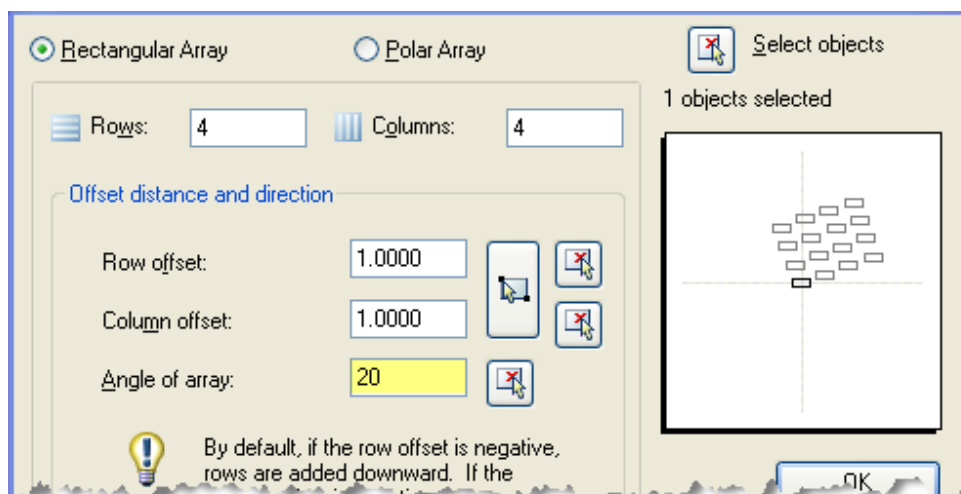 Rectangular Array
Polar Array
Select objects
1 objects selected
Rows: 4
Columns: 4
Offset distance and direction
Row offset: 1.0000
Column offset: 1.0000
Angle of array: 20
By default, if the row offset is negative,
rows are added downward. If the
OK